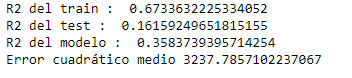 R2 del train :  0.6733632225334052
R2 del test :  0.16159249651815155
R2 del modelo :  0.3583739395714254
Error cuadrático medio 3237.7857102237067